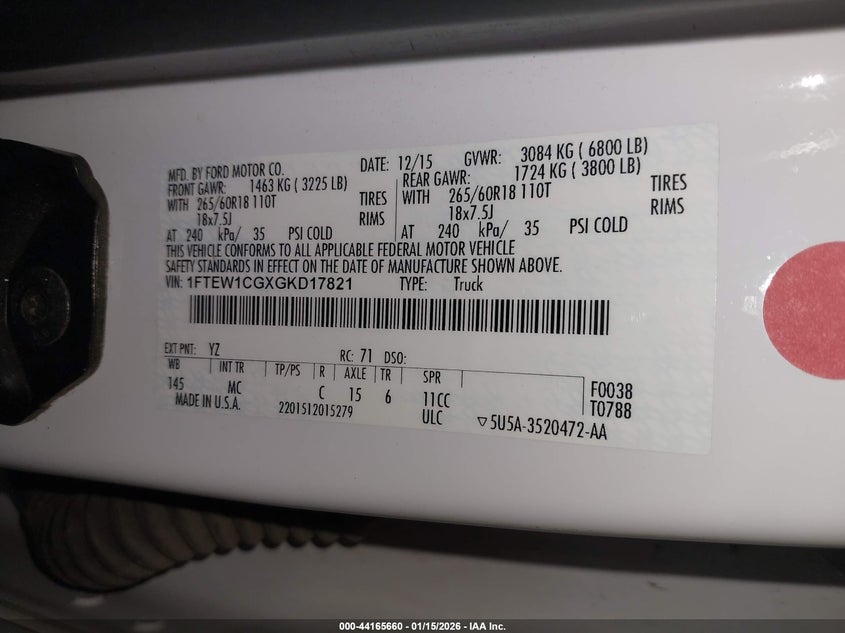 MFD. BY FORD MOTOR CO. DATE: 12/15 GVWR: 3084 KG ( 6800 LB)
FRONT GAWR: 1463 KG ( 3225 LB) REAR GAWR: 1724 KG ( 3800 LB)
WITH 265/60R18 110T TIRES WITH 265/60R18 110T TIRES
18x7.5J RIMS 18x7.5J RIMS
AT 240 kPa/ 35 PSI COLD AT 240 kPa/ 35 PSI COLD
THIS VEHICLE CONFORMS TO ALL APPLICABLE FEDERAL MOTOR VEHICLE
SAFETY STANDARDS IN EFFECT ON THE DATE OF MANUFACTURE SHOWN ABOVE.
VIN: 1FTEW1CGXGKD17821 TYPE: Truck
EXT PNT: YZ RC: 71 DSO:
WB INT TR TP/PS R AXLE TR SPR
145 MC C 15 6 11CC F0038
MADE IN U.S.A. 2201512015279 ULC T0788
▽5U5A-3520472-AA
000-44165660 - 01/15/2026 - IAA Inc.